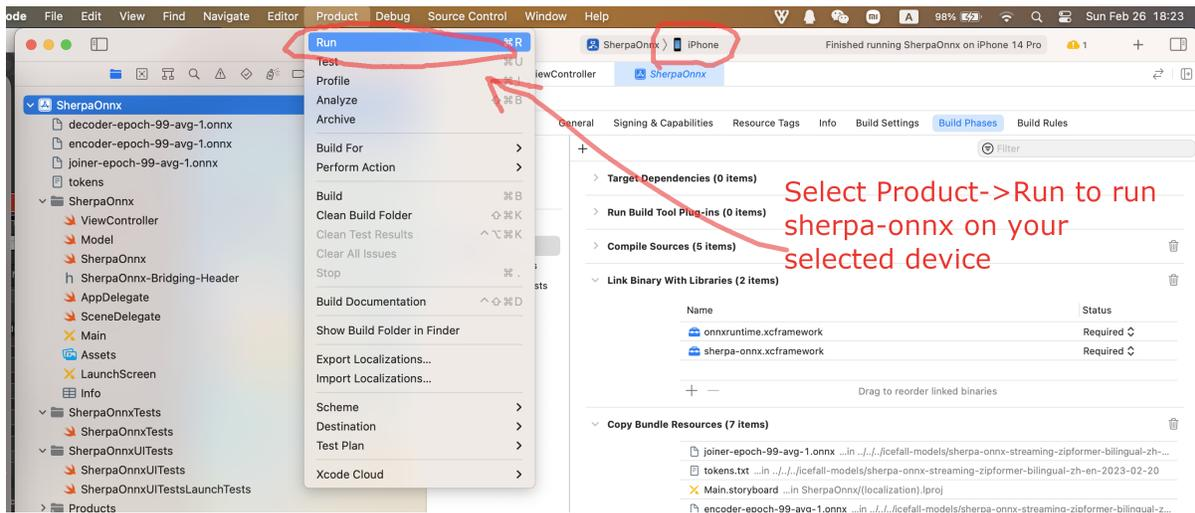 ode File Edit View Find Navigate Editor Product Debug Source Control Window Help A 98% Sun Feb 26 18:23
SherpaOnnx 〉 iPhone Finished running SherpaOnnx on iPhone 14 Pro 1
iewController SherpaOnnx
Run ⌘R
Test ⌘U
Profile
Analyze ⇧⌘B
Archive
Build For
Perform Action
Build ⌘B
Clean Build Folder ⇧⌘K
Clean Test Results ^⌥⌘K
Clear All Issues
Stop ⌘.
Build Documentation ^⇧⌘D
Show Build Folder in Finder
Export Localizations...
Import Localizations...
Scheme
Destination
Test Plan
Xcode Cloud
SherpaOnnx
decoder-epoch-99-avg-1.onnx
encoder-epoch-99-avg-1.onnx
joiner-epoch-99-avg-1.onnx
tokens
SherpaOnnx
ViewController
Model
SherpaOnnx
h SherpaOnnx-Bridging-Header
AppDelegate
SceneDelegate
Main
Assets
LaunchScreen
Info
SherpaOnnxTests
SherpaOnnxTests
SherpaOnnxUITests
SherpaOnnxUITests
SherpaOnnxUITestsLaunchTests
Products
s
sts
General Signing & Capabilities Resource Tags Info Build Settings Build Phases Build Rules
+ Filter
Target Dependencies (0 items)
Run Build Tool Plug-ins (0 items)
Compile Sources (5 items)
Link Binary With Libraries (2 items)
Name Status
onnxruntime.xcframework Required
sherpa-onnx.xcframework Required
+ — Drag to reorder linked binaries
Copy Bundle Resources (7 items)
joiner-epoch-99-avg-1.onnx ...in ../../../icefall-models/sherpa-onnx-streaming-zipformer-bilingual-zh-...
tokens.txt ...in ../../../icefall-models/sherpa-onnx-streaming-zipformer-bilingual-zh-en-2023-02-20
Main.storyboard ...in SherpaOnnx/(localization).lproj
encoder-epoch-99-avg-1.onnx ...in ../../../icefall-models/sherpa-onnx-streaming-zipformer-bilingual-z...
Select Product->Run to run
sherpa-onnx on your
selected device